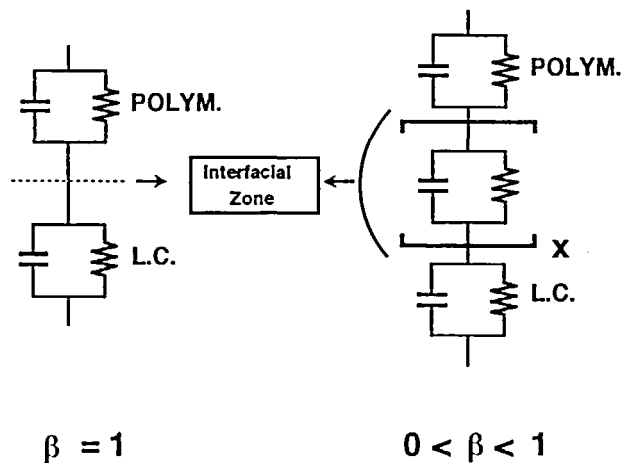 POLYM.
L.C.
Interfacial
Zone
POLYM.
X
L.C.
β = 1
0 < β < 1